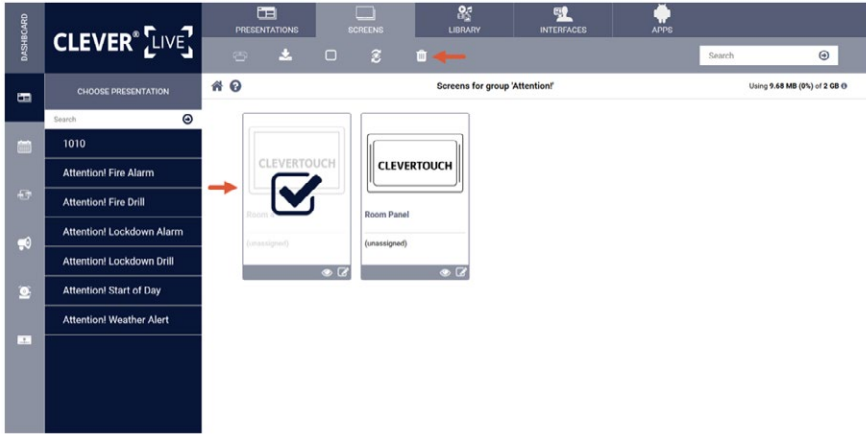 DASHBOARD
CLEVER® [LIVE]
PRESENTATIONS
SCREENS
LIBRARY
INTERFACES
APPS
Search
CHOOSE PRESENTATION
Search
1010
Attention! Fire Alarm
Attention! Fire Drill
Attention! Lockdown Alarm
Attention! Lockdown Drill
Attention! Start of Day
Attention! Weather Alert
Screens for group 'Attention!'
Using 9.68 MB (0%) of 2 GB
CLEVERTOUCH
Room
(unassigned)
CLEVERTOUCH
Room Panel
(unassigned)